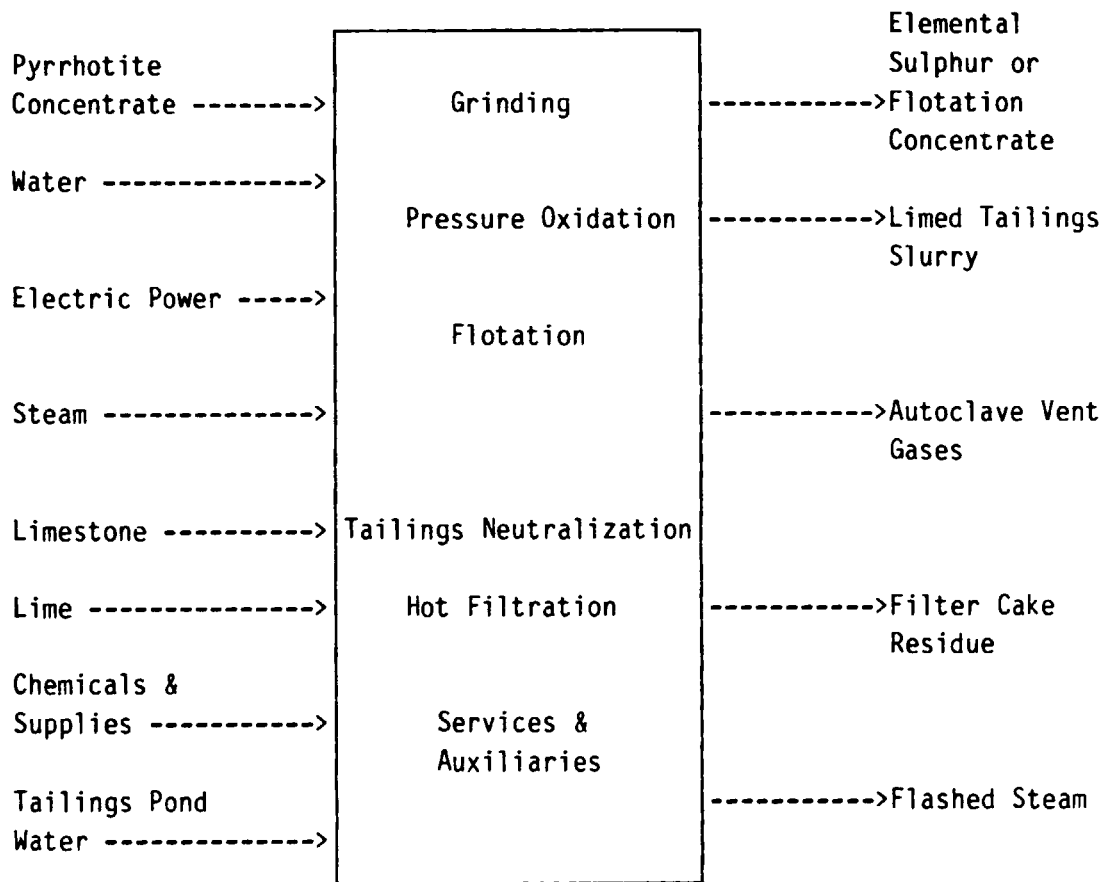 Elemental
Pyrrhotite Sulphur or
Concentrate --------> Grinding ----------->Flotation
Concentrate
Water -------------->
Pressure Oxidation ----------->Limed Tailings
Slurry
Electric Power ----->
Flotation
Steam --------------> ----------->Autoclave Vent
Gases
Limestone ----------> Tailings Neutralization
Lime ---------------> Hot Filtration ----------->Filter Cake
Residue
Chemicals &
Supplies -----------> Services &
Auxiliaries
Tailings Pond ----------->Flashed Steam
Water -------------->